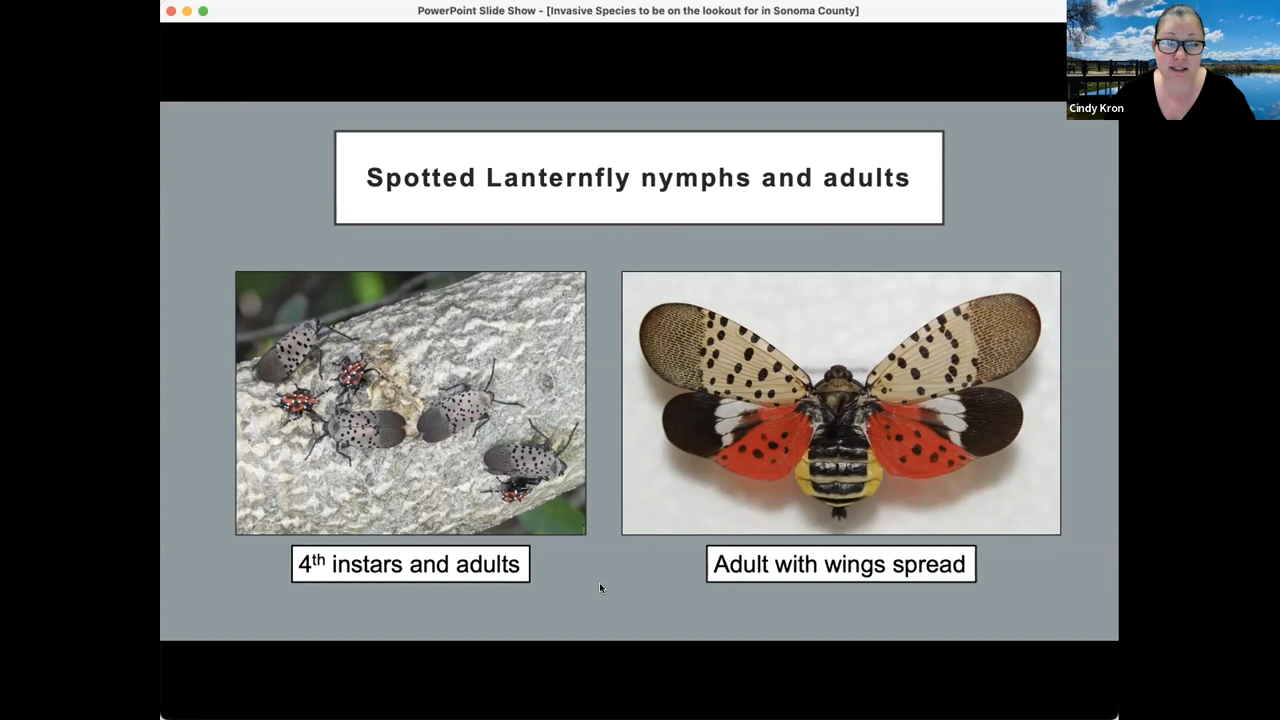 PowerPoint Slide Show - [Invasive Species to be on the lookout for in Sonoma County]
Cindy Kron
Spotted Lanternfly nymphs and adults
4th instars and adults
Adult with wings spread